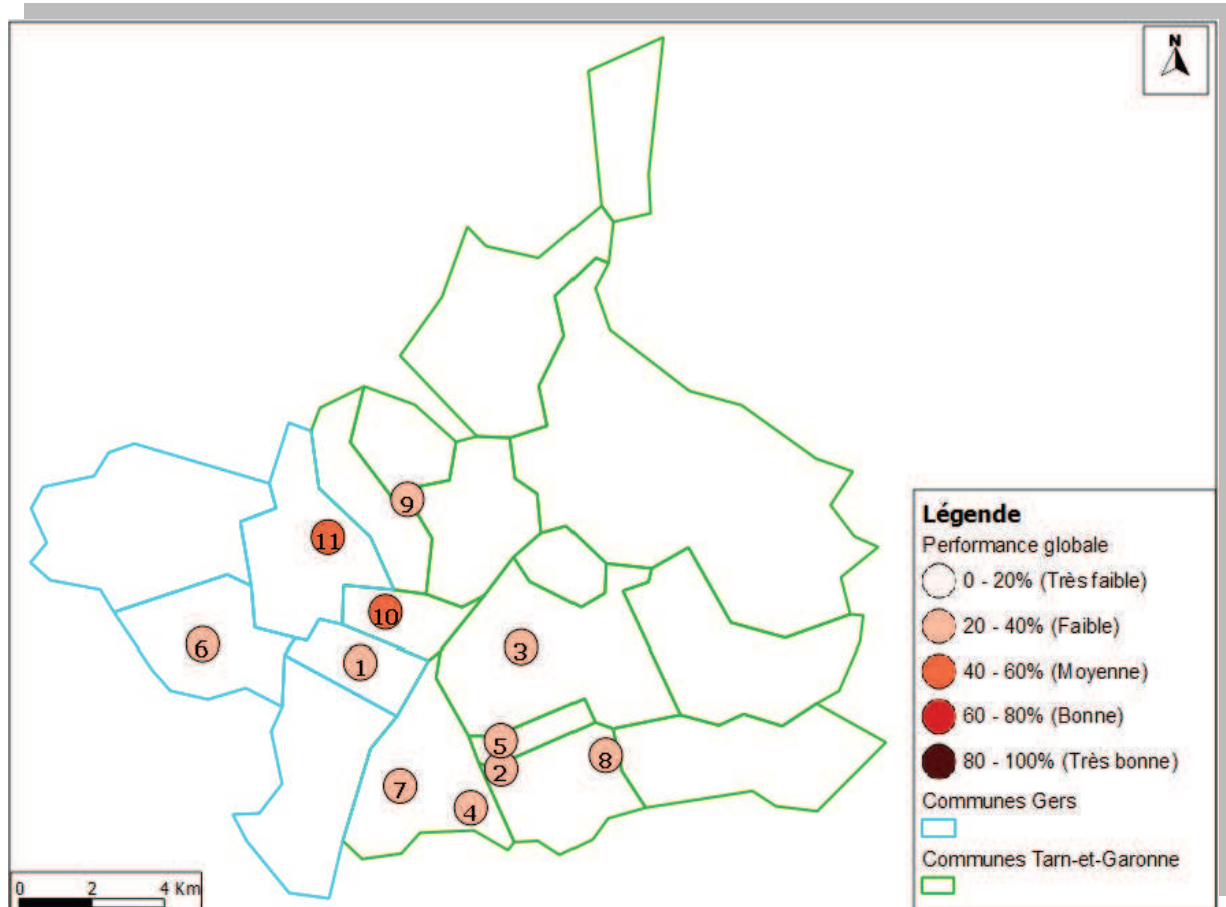 N
9
11
10
6
1
3
5
2
8
7
4
Légende
Performance globale
0 - 20% (Très faible)
20 - 40% (Faible)
40 - 60% (Moyenne)
60 - 80% (Bonne)
80 - 100% (Très bonne)
Communes Gers
Communes Tarn-et-Garonne
0 2 4 Km